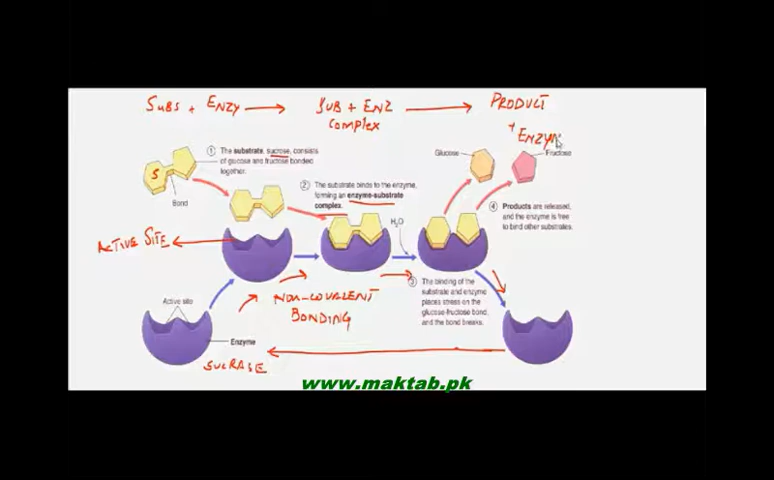 SUBS + ENZY → SUB + ENZ Complex → PRODUCT + ENZYM
① The substrate, sucrose, consists
of glucose and fructose bonded
together.
Glucose
Fructose
S
Bond
② The substrate binds to the enzyme,
forming an enzyme-substrate
complex.
H₂O
④ Products are released,
and the enzyme is free
to bind other substrates.
ACTIVE SITE
③ The binding of the
substrate and enzyme
places stress on the
glucose-fructose bond,
and the bond breaks.
NON-COVALENT
BONDING
Active site
Enzyme
SUCRASE
www.maktab.pk